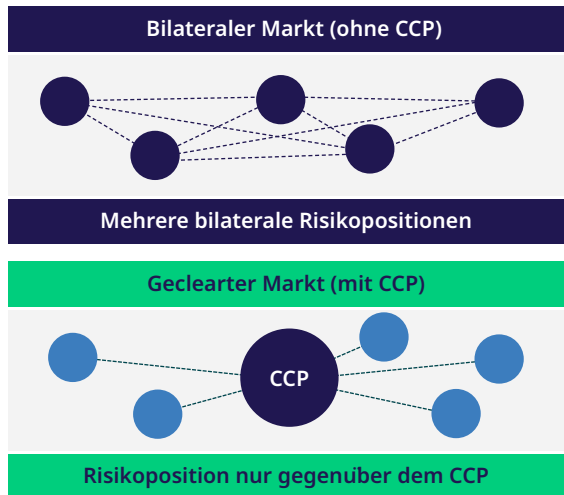 Bilateraler Markt (ohne CCP)
Mehrere bilaterale Risikopositionen
Geclearter Markt (mit CCP)
CCP
Risikoposition nur gegenüber dem CCP